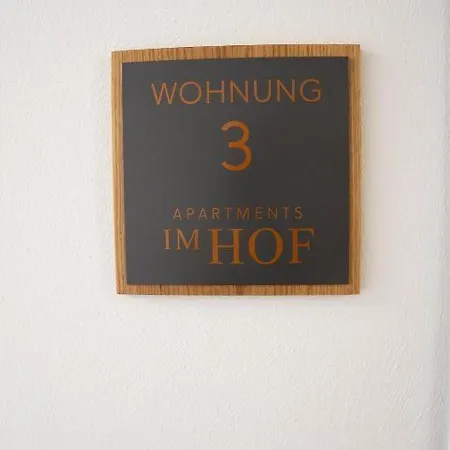 WOHNUNG
3
APARTMENTS
IM HOF